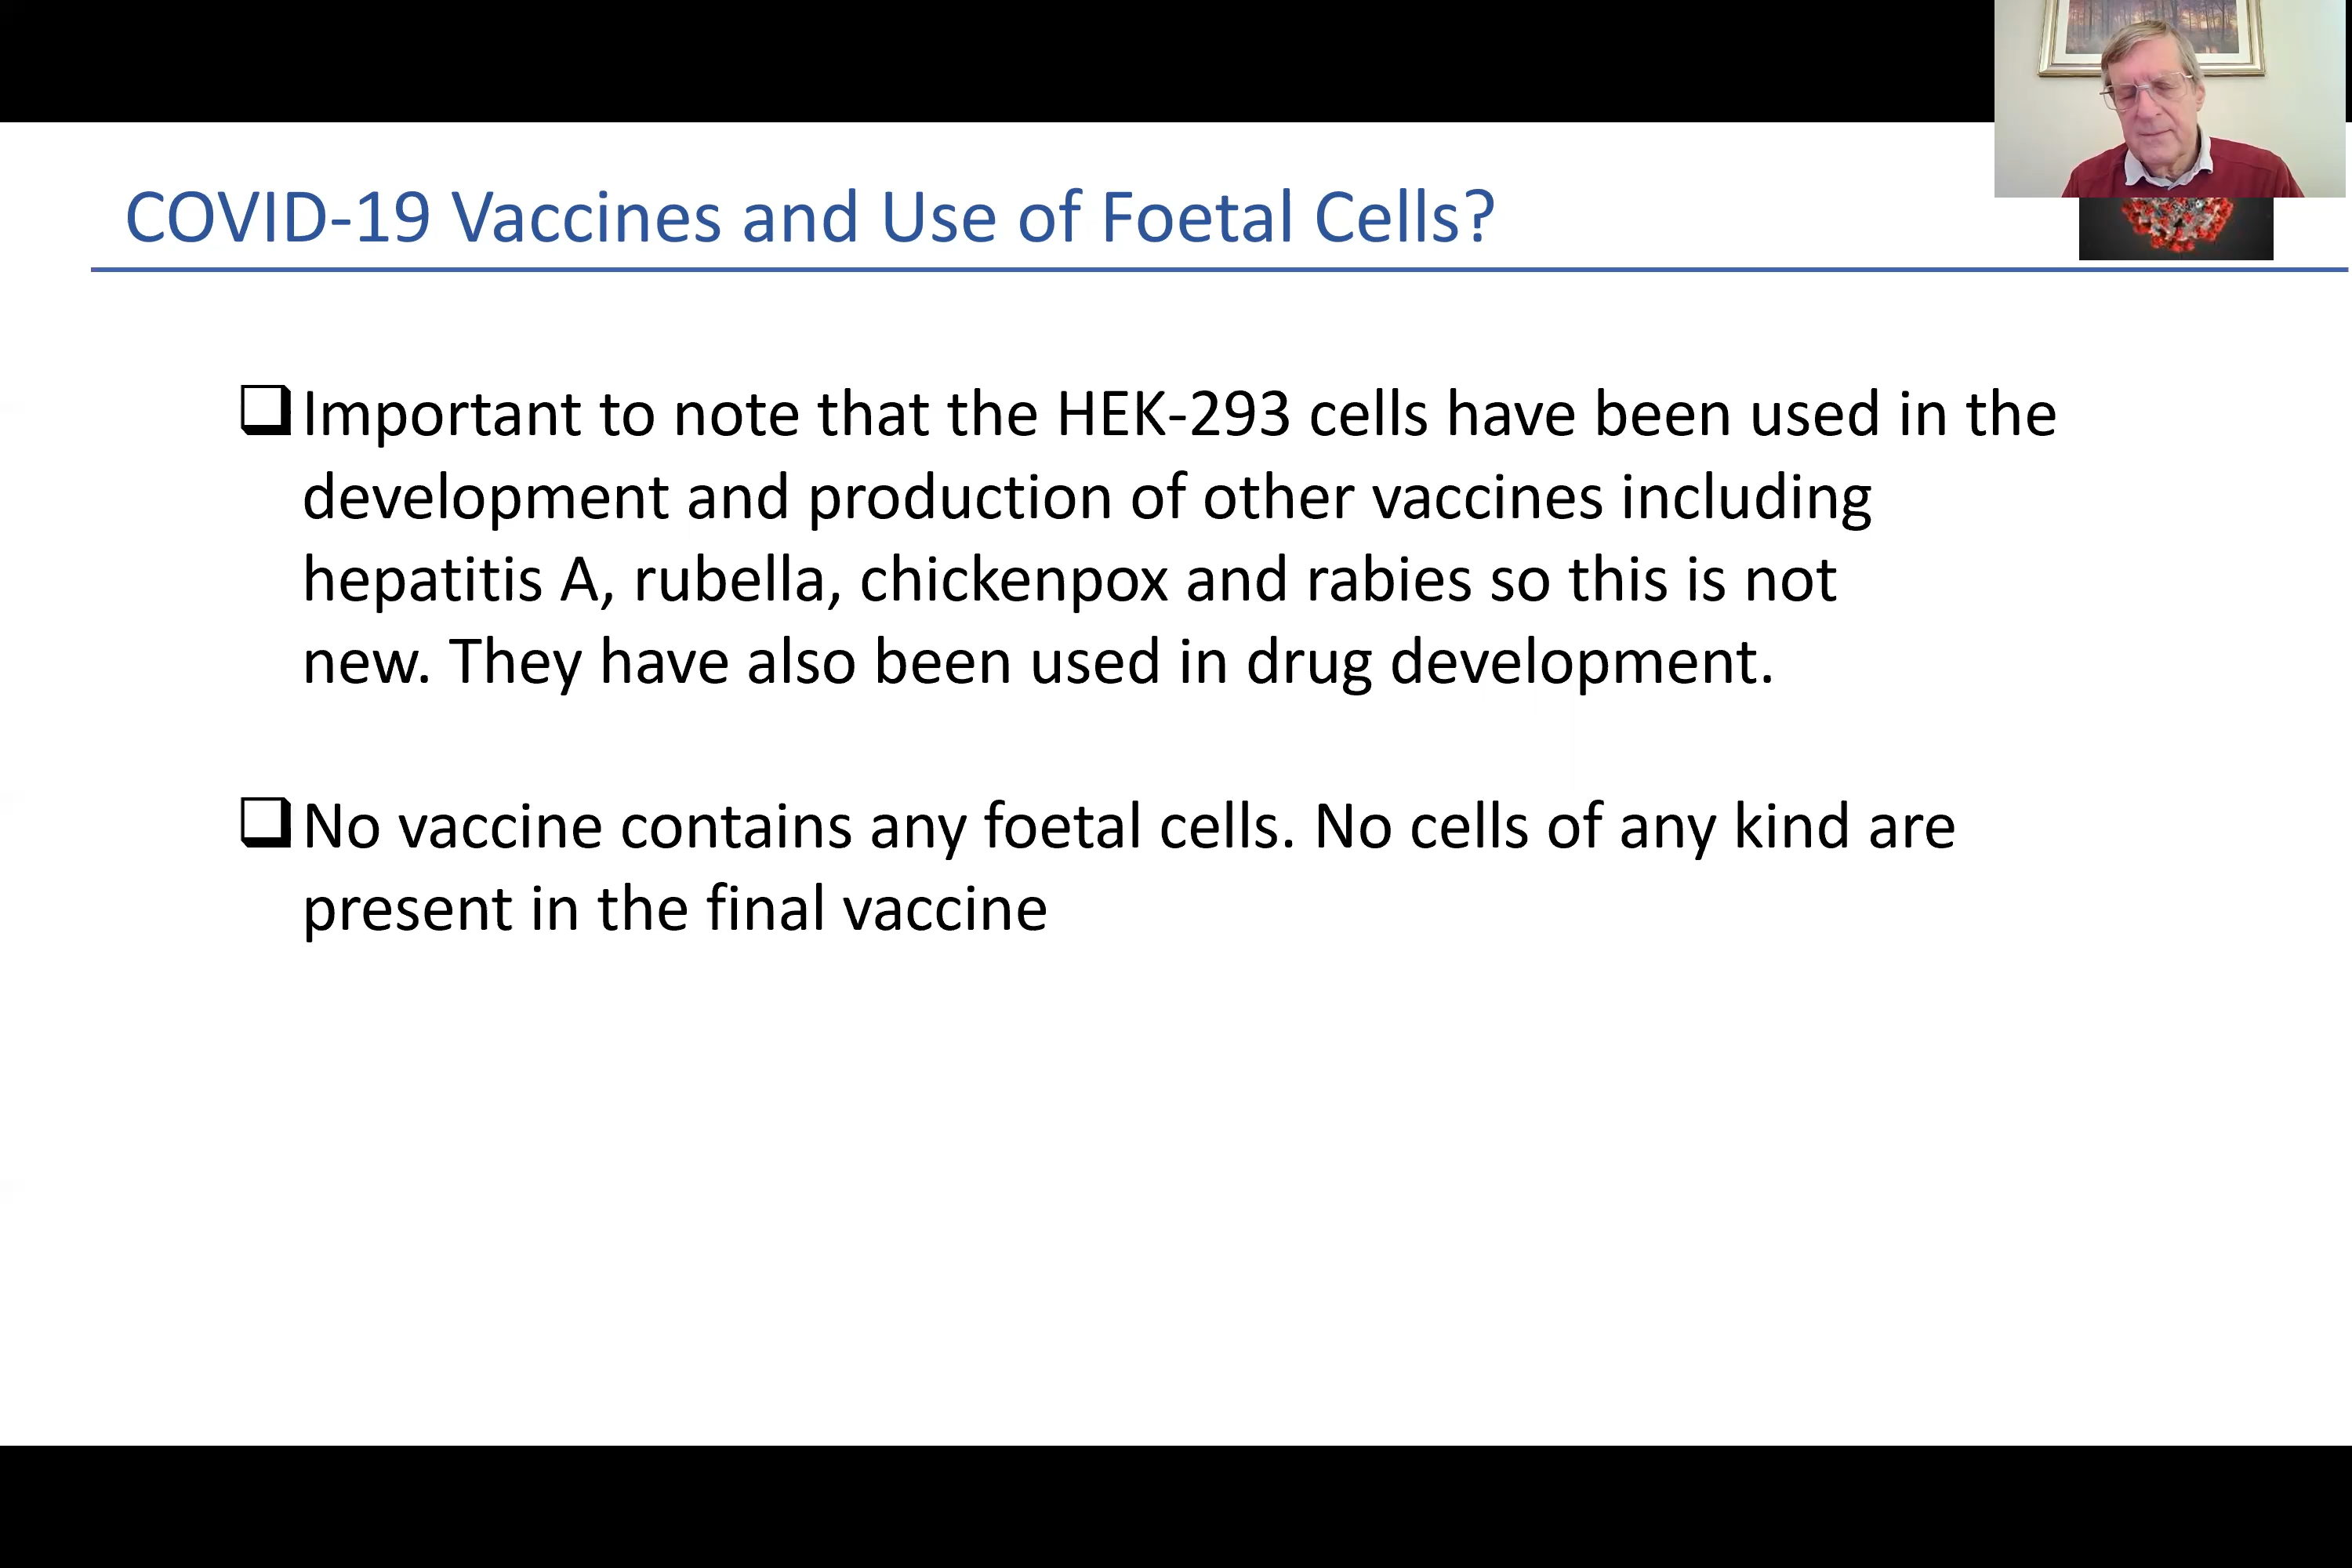 COVID-19 Vaccines and Use of Foetal Cells?
Important to note that the HEK-293 cells have been used in the
development and production of other vaccines including
hepatitis A, rubella, chickenpox and rabies so this is not
new. They have also been used in drug development.
No vaccine contains any foetal cells. No cells of any kind are
present in the final vaccine